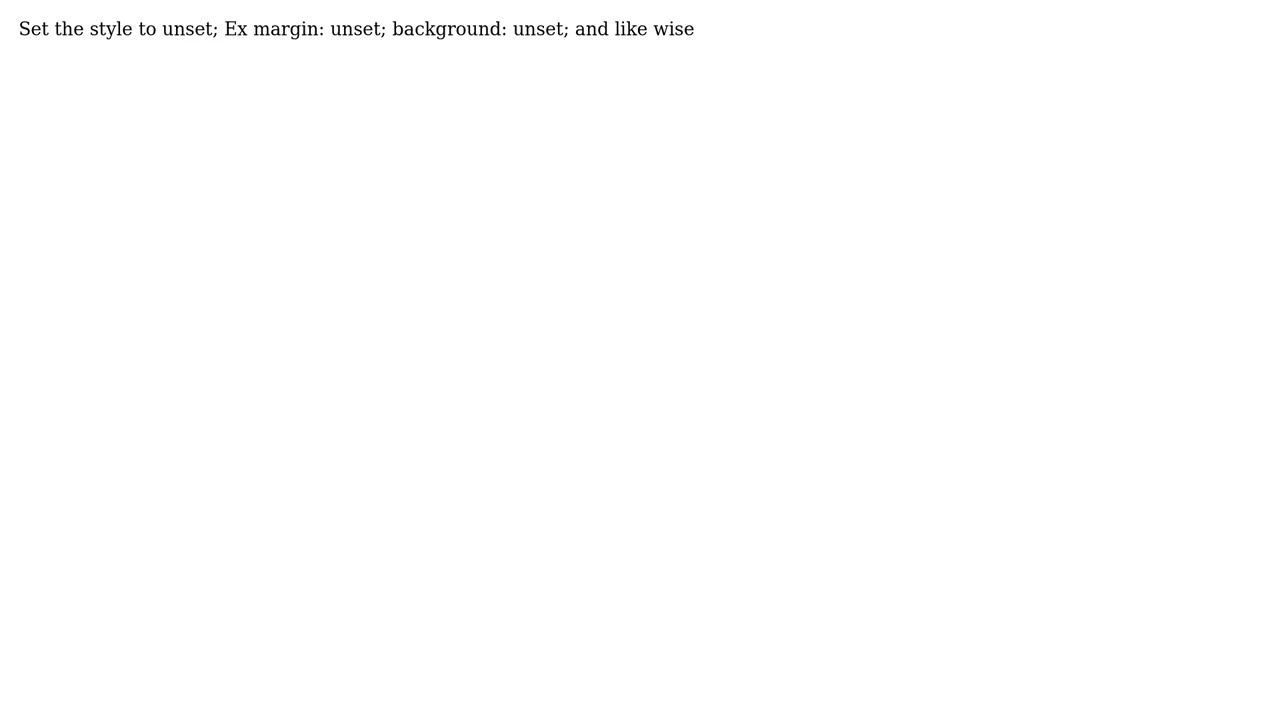 Set the style to unset; Ex margin: unset; background: unset; and like wise